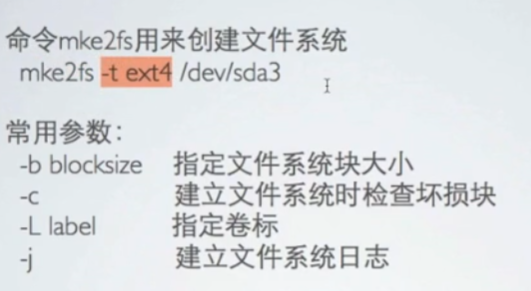 命令mke2fs用来创建文件系统
mke2fs -t ext4 /dev/sda3
常用参数：
-b blocksize 指定文件系统块大小
-c 建立文件系统时检查坏损块
-L label 指定卷标
-j 建立文件系统日志